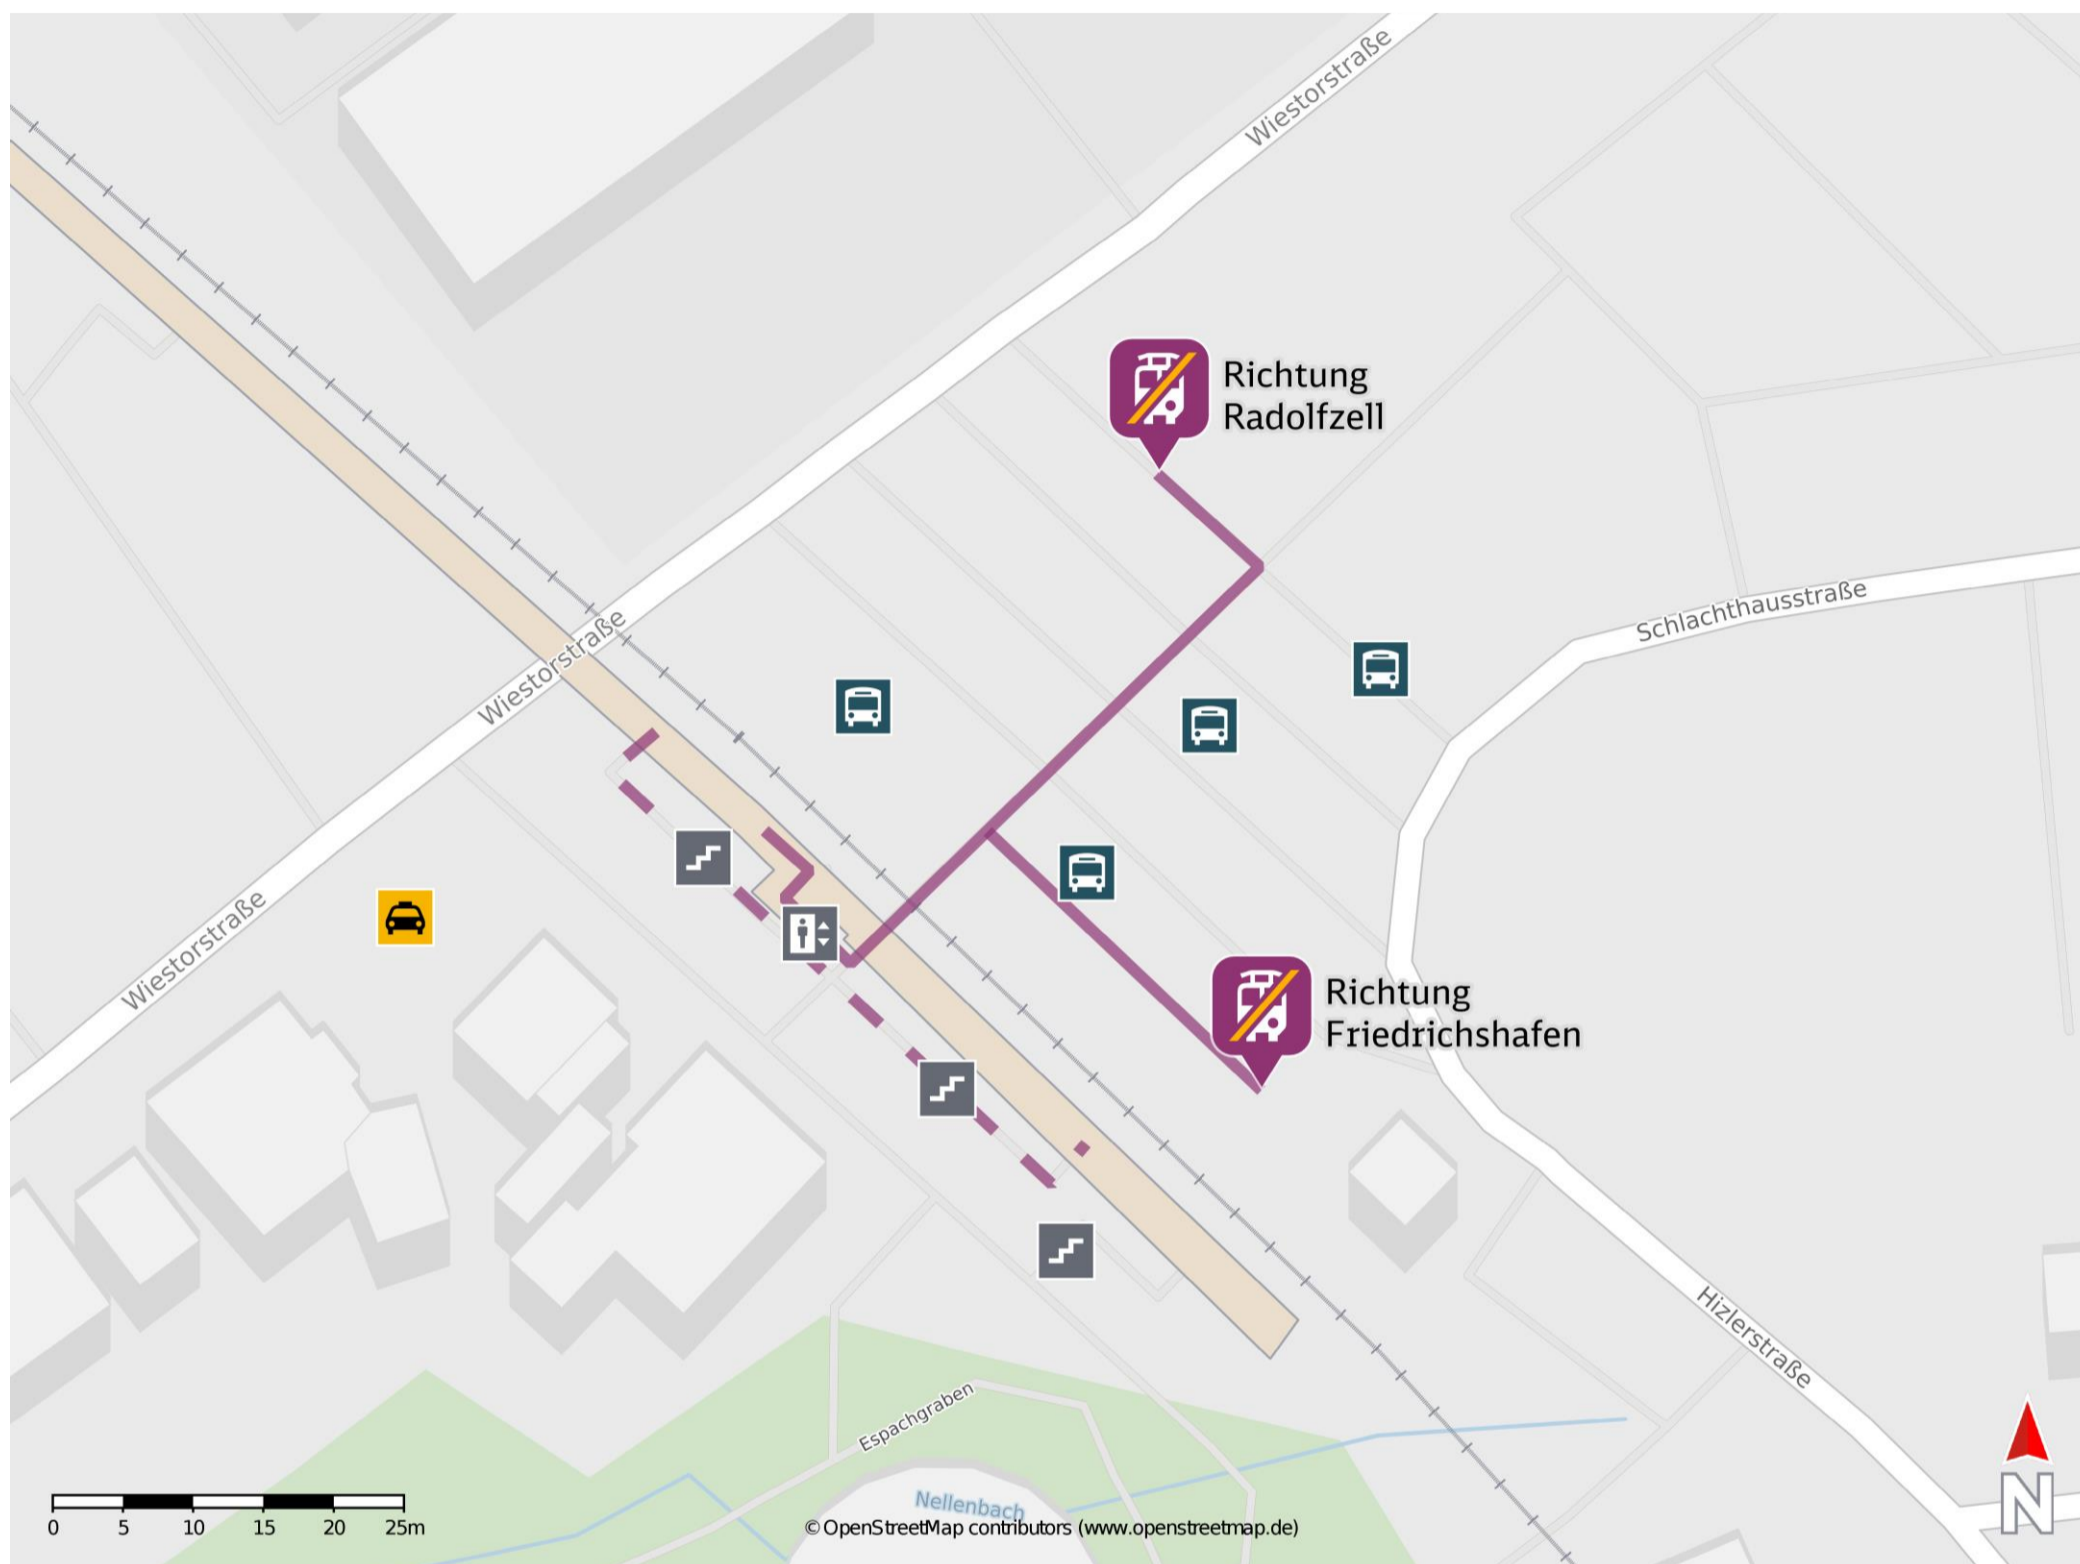 Wiestorstraße
Richtung
Radolfzell
Schlachthausstraße
Wiestorstraße
Wiestorstraße
Richtung
Friedrichshafen
Hizlerstraße
Espachgraben
Nellenbach
0 5 10 15 20 25m
© OpenStreetMap contributors (www.openstreetmap.de)
N